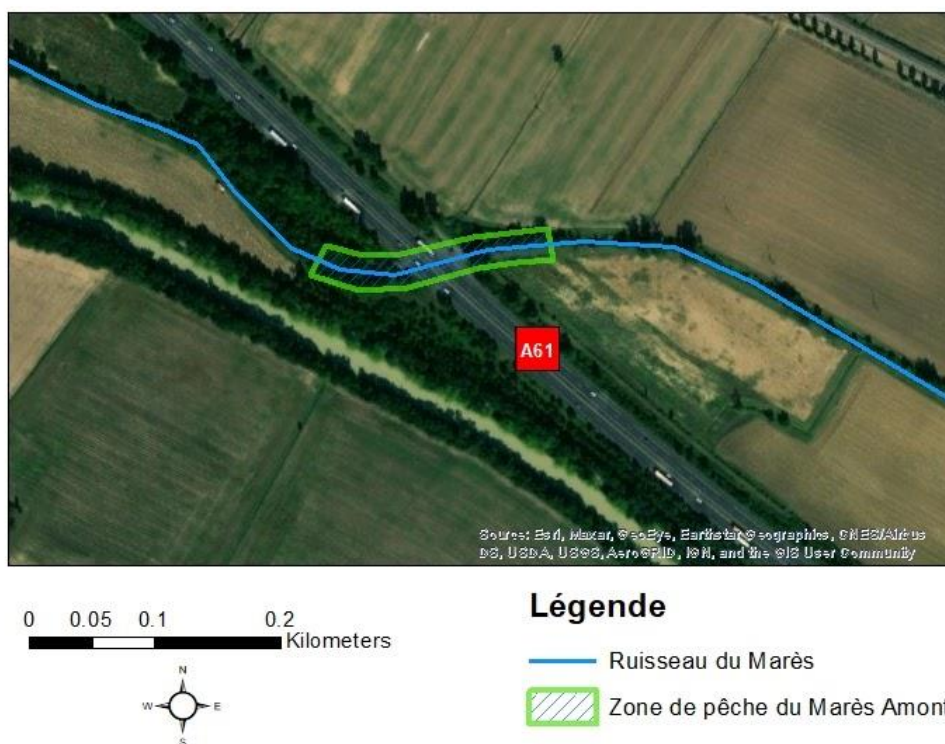 A61
Source: Esri, Maxar, GeoEye, Earthstar Geographics, CNES/Airbus
DS, USDA, USGS, AeroGRID, IGN, and the GIS User Community
0 0.05 0.1 0.2
Kilometers
N
W E
S
Légende
Ruisseau du Marès
Zone de pêche du Marès Amont